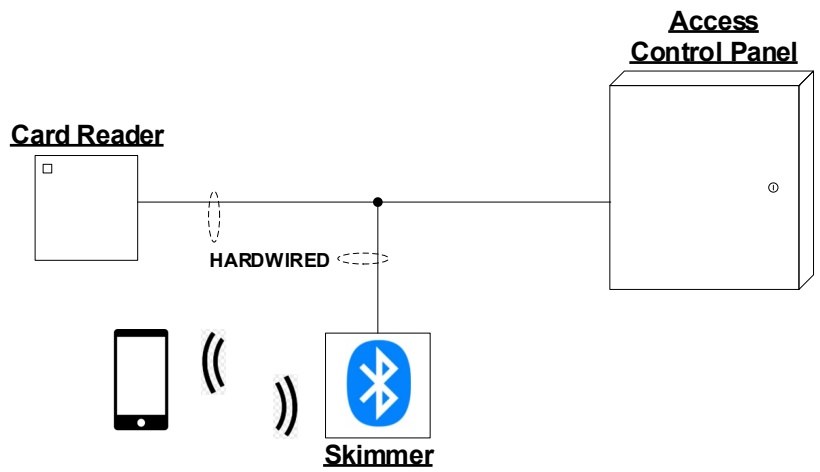 Access
Control Panel
Card Reader
HARDWIRED
Skimmer